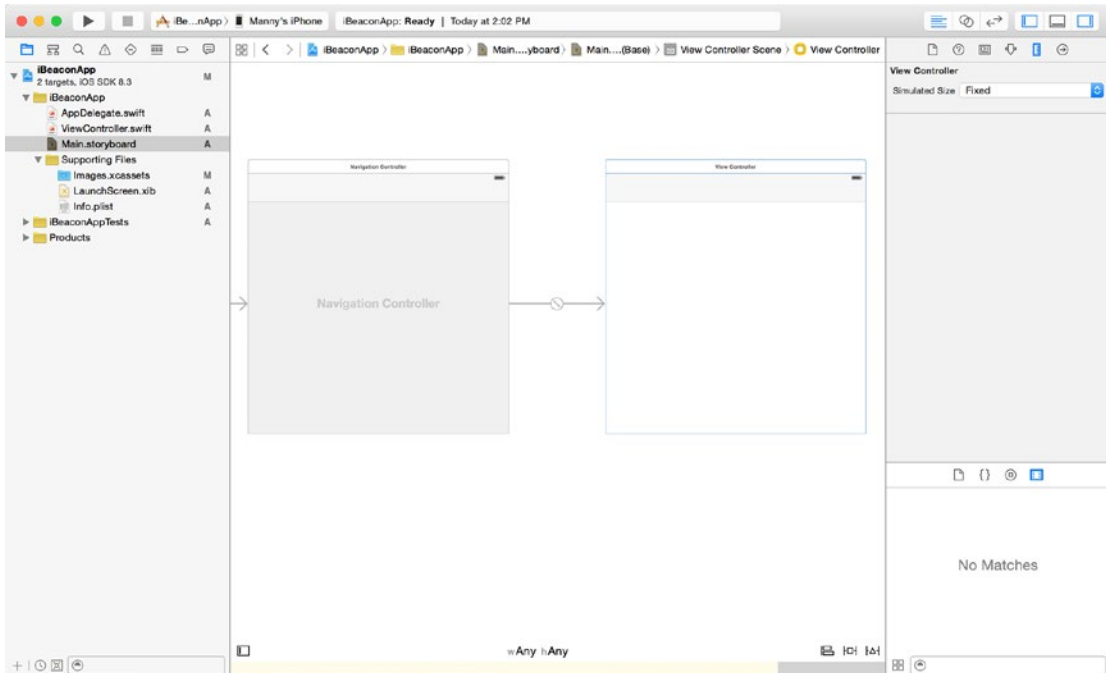 iBe...nApp) Manny's iPhone iBeaconApp: Ready | Today at 2:02 PM
iBeaconApp M
2 targets, iOS SDK 8.3
iBeaconApp
AppDelegate.swift A
ViewController.swift A
Main.storyboard A
Supporting Files
Images.xcassets M
LaunchScreen.xib A
Info.plist A
iBeaconAppTests A
Products
iBeaconApp iBeaconApp Main....yboard Main....(Base) View Controller Scene View Controller
Navigation Controller
View Controller
Navigation Controller
wAny hAny
View Controller
Simulated Size Fixed
No Matches